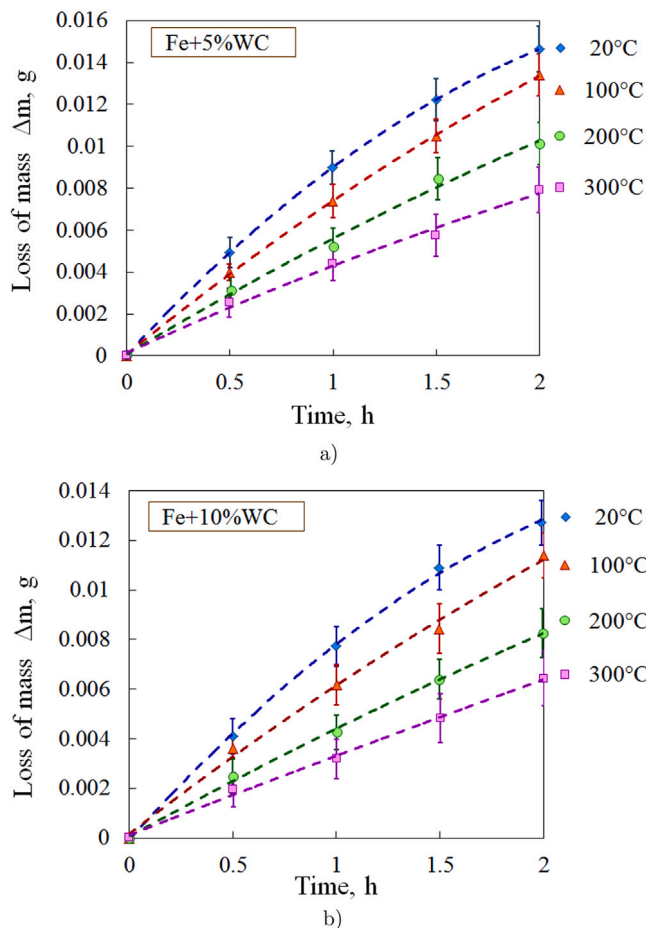 0.016
Fe+5%WC
20°C
0.014
100°C
0.012
0.01
200°C
0.008
300°C
0.006
0.004
0.002
0
Loss of mass Δm, g
0 0.5 1 1.5 2
Time, h
a)
0.014
Fe+10%WC
20°C
0.012
100°C
0.01
200°C
0.008
300°C
0.006
0.004
0.002
0
Loss of mass Δm, g
0 0.5 1 1.5 2
Time, h
b)